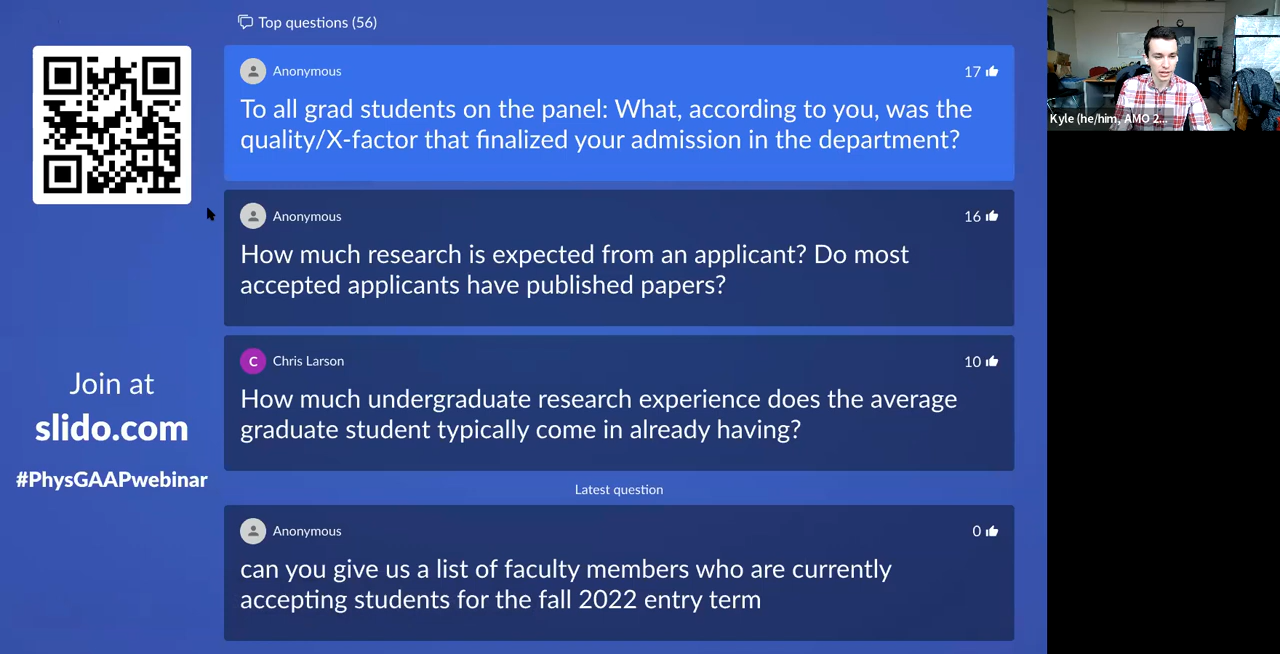 Top questions (56)
Anonymous
17
To all grad students on the panel: What, according to you, was the
quality/X-factor that finalized your admission in the department?
Anonymous
16
How much research is expected from an applicant? Do most
accepted applicants have published papers?
C Chris Larson
10
How much undergraduate research experience does the average
graduate student typically come in already having?
Latest question
Anonymous
0
can you give us a list of faculty members who are currently
accepting students for the fall 2022 entry term
Join at
slido.com
#PhysGAAPwebinar
Kyle (he/him, AMO 2...